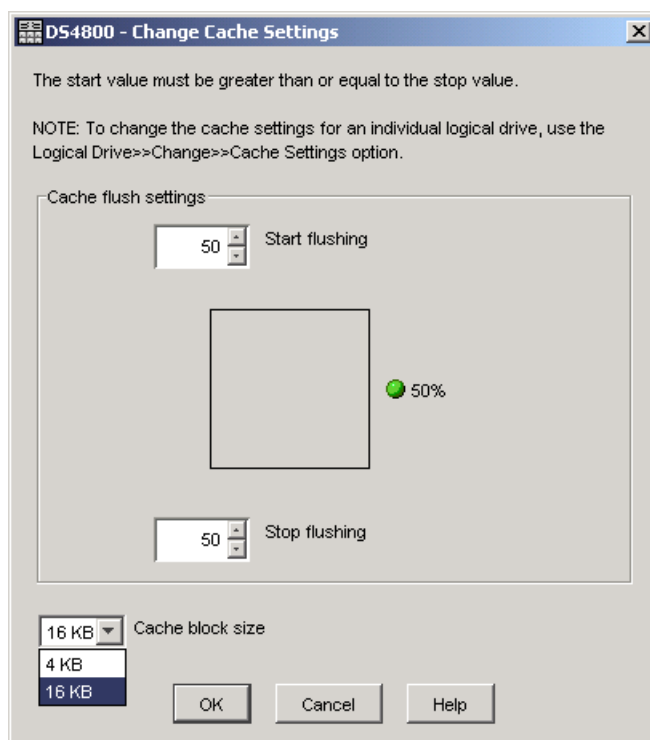 DS4800 - Change Cache Settings
The start value must be greater than or equal to the stop value.
NOTE: To change the cache settings for an individual logical drive, use the
Logical Drive>>Change>>Cache Settings option.
Cache flush settings
50 Start flushing
50%
50 Stop flushing
16 KB Cache block size
4 KB
16 KB
OK Cancel Help